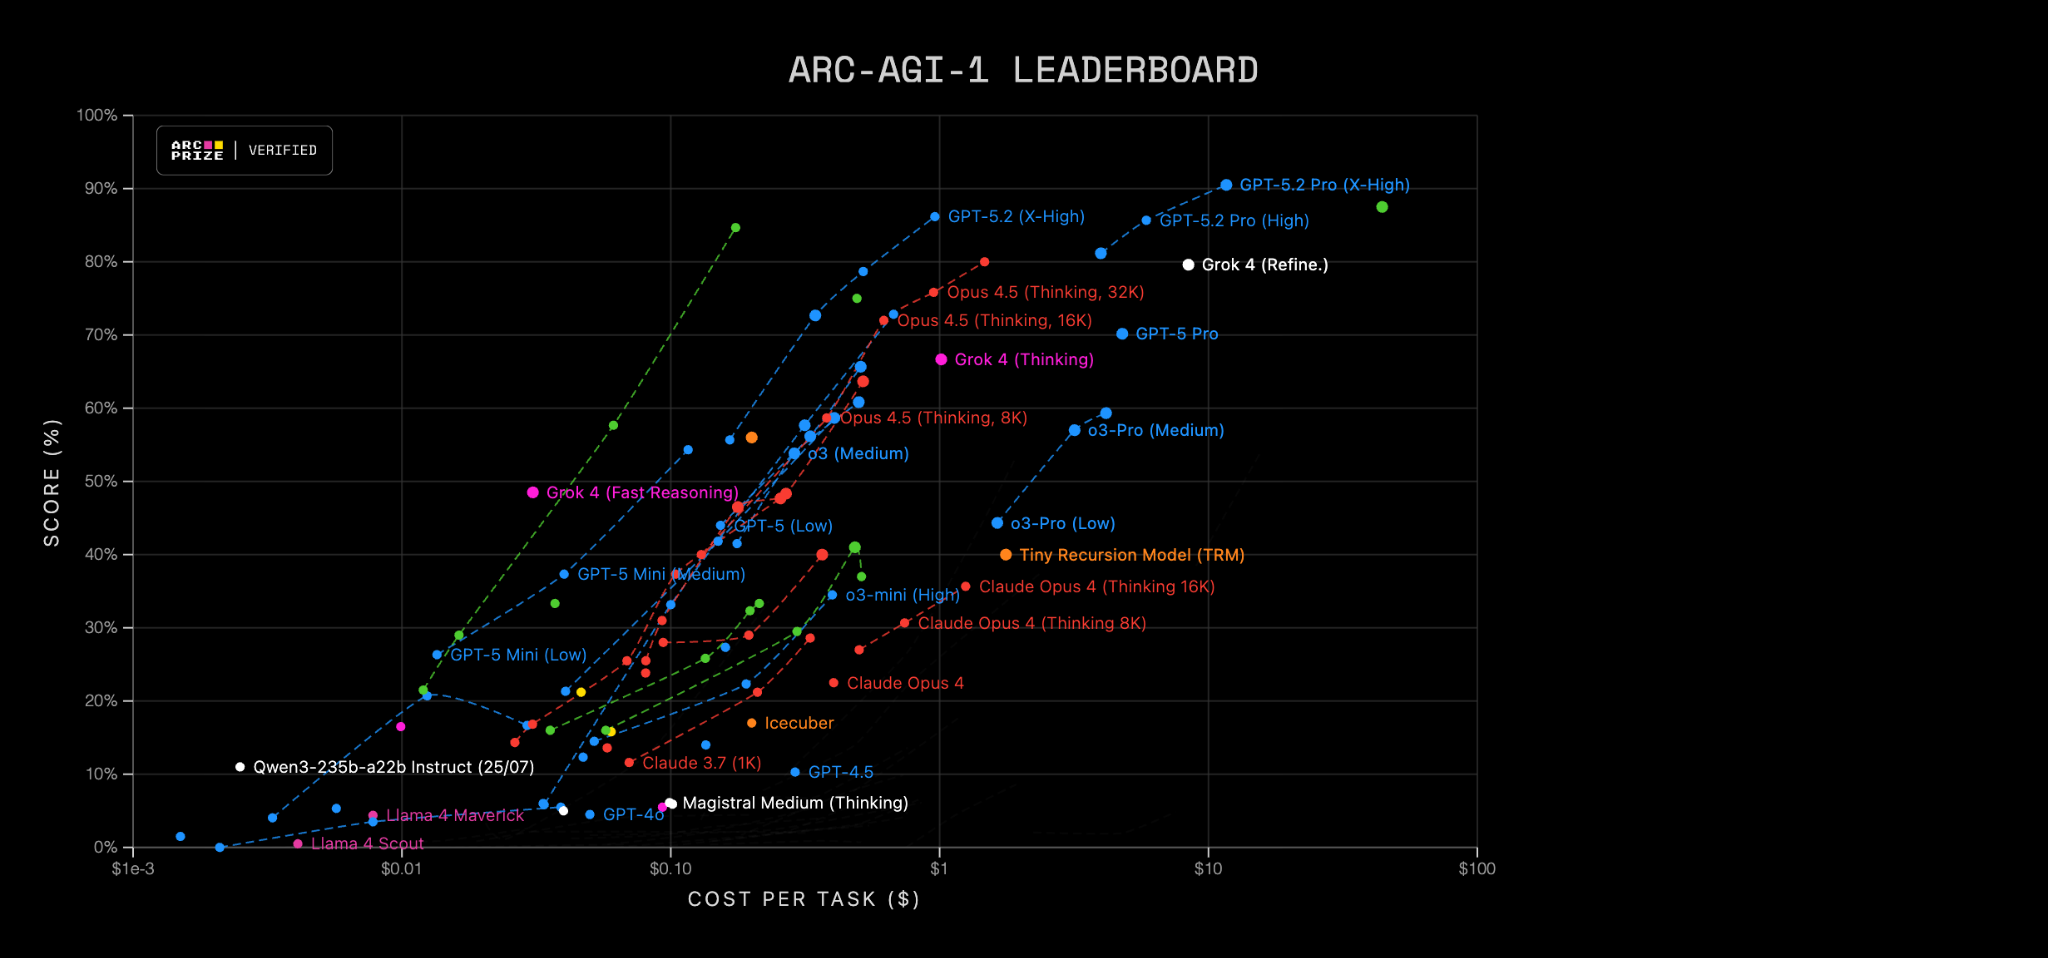 ARC-AGI-1 LEADERBOARD
100%
ARC PRIZE | VERIFIED
90%
GPT-5.2 Pro (X-High)
GPT-5.2 (X-High)
GPT-5.2 Pro (High)
80%
Grok 4 (Refine.)
Opus 4.5 (Thinking, 32K)
Opus 4.5 (Thinking, 16K)
70%
GPT-5 Pro
Grok 4 (Thinking)
60%
Opus 4.5 (Thinking, 8K)
o3-Pro (Medium)
o3 (Medium)
50%
Grok 4 (Fast Reasoning)
GPT-5 (Low)
o3-Pro (Low)
40%
Tiny Recursion Model (TRM)
GPT-5 Mini (Medium)
Claude Opus 4 (Thinking 16K)
o3-mini (High)
30%
Claude Opus 4 (Thinking 8K)
GPT-5 Mini (Low)
Claude Opus 4
20%
Icecuber
Qwen3-235b-a22b Instruct (25/07)
Claude 3.7 (1K)
10%
GPT-4.5
Magistral Medium (Thinking)
Llama 4 Maverick
GPT-4o
Llama 4 Scout
0%
$1e-3
$0.01
$0.10
$1
$10
$100
SCORE (%)
COST PER TASK ($)